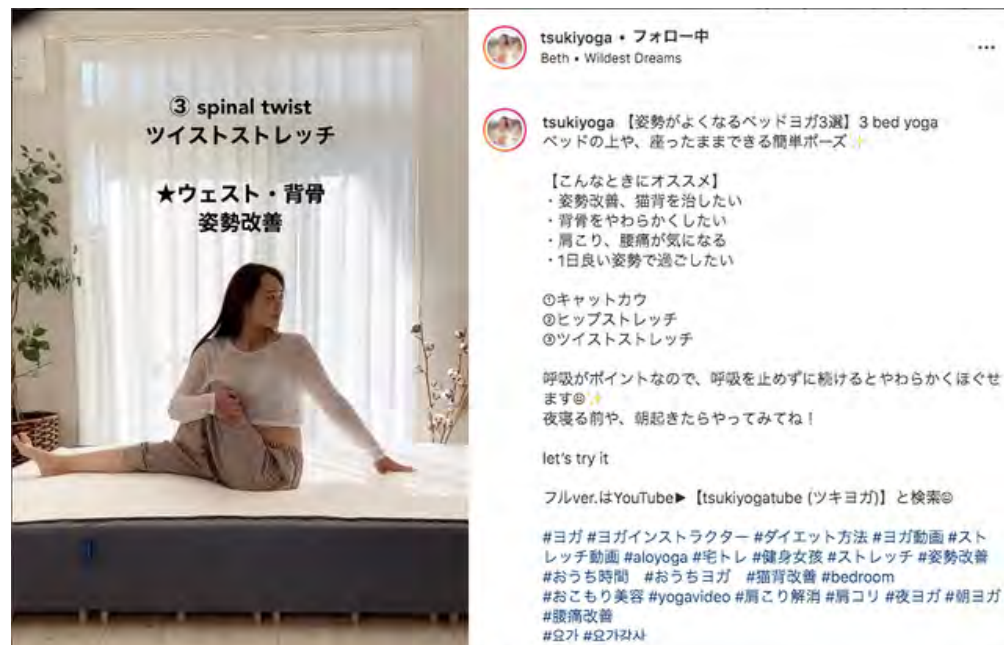 ③ spinal twist
ツイストストレッチ
★ウェスト・背骨
姿勢改善
tsukiyoga • フォロー中
Beth • Wildest Dreams
tsukiyoga 【姿勢がよくなるベッドヨガ3選】3 bed yoga
ベッドの上や、座ったままできる簡単ポーズ✨
【こんなときにオススメ】
・姿勢改善、猫背を治したい
・背骨をやわらかくしたい
・肩こり、腰痛が気になる
・1日良い姿勢で過ごしたい
①キャットカウ
②ヒップストレッチ
③ツイストストレッチ
呼吸がポイントなので、呼吸を止めずに続けるとやわらかくほぐせ
ます☺✨
夜寝る前や、朝起きたらやってみてね！
let's try it
フルver.はYouTube▶【tsukiyogatube (ツキヨガ)】と検索☺
#ヨガ #ヨガインストラクター #ダイエット方法 #ヨガ動画 #スト
レッチ動画 #aloyoga #宅トレ #健身女孩 #ストレッチ #姿勢改善
#おうち時間　#おうちヨガ　#猫背改善 #bedroom
#おこもり美容 #yogavideo #肩こり解消 #肩コリ #夜ヨガ #朝ヨガ
#腰痛改善
#요가 #요가강사